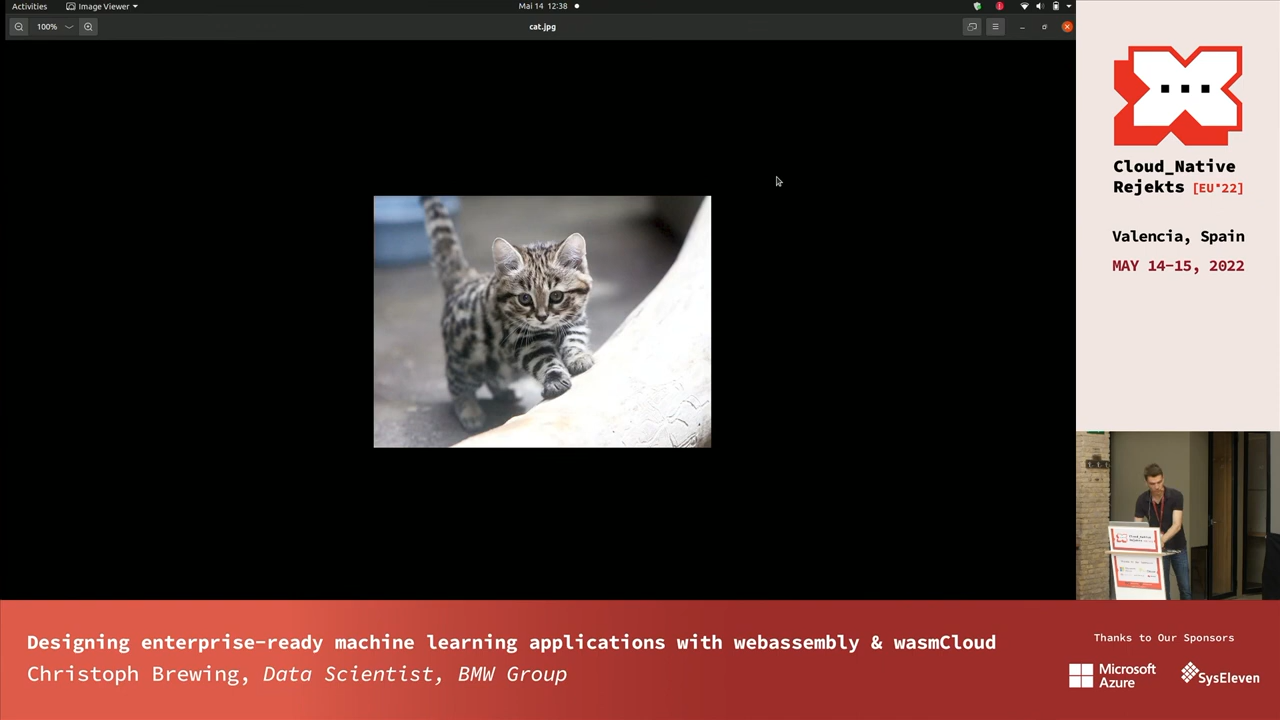 Activities
Image Viewer
Mai 14 12:38
100%
cat.jpg
Cloud_Native
Rejekts [EU*22]
Valencia, Spain
MAY 14-15, 2022
Cloud_Native
Rejekts
Designing enterprise-ready machine learning applications with webassembly & wasmCloud
Christoph Brewing, Data Scientist, BMW Group
Thanks to Our Sponsors
Microsoft
Azure
SysEleven